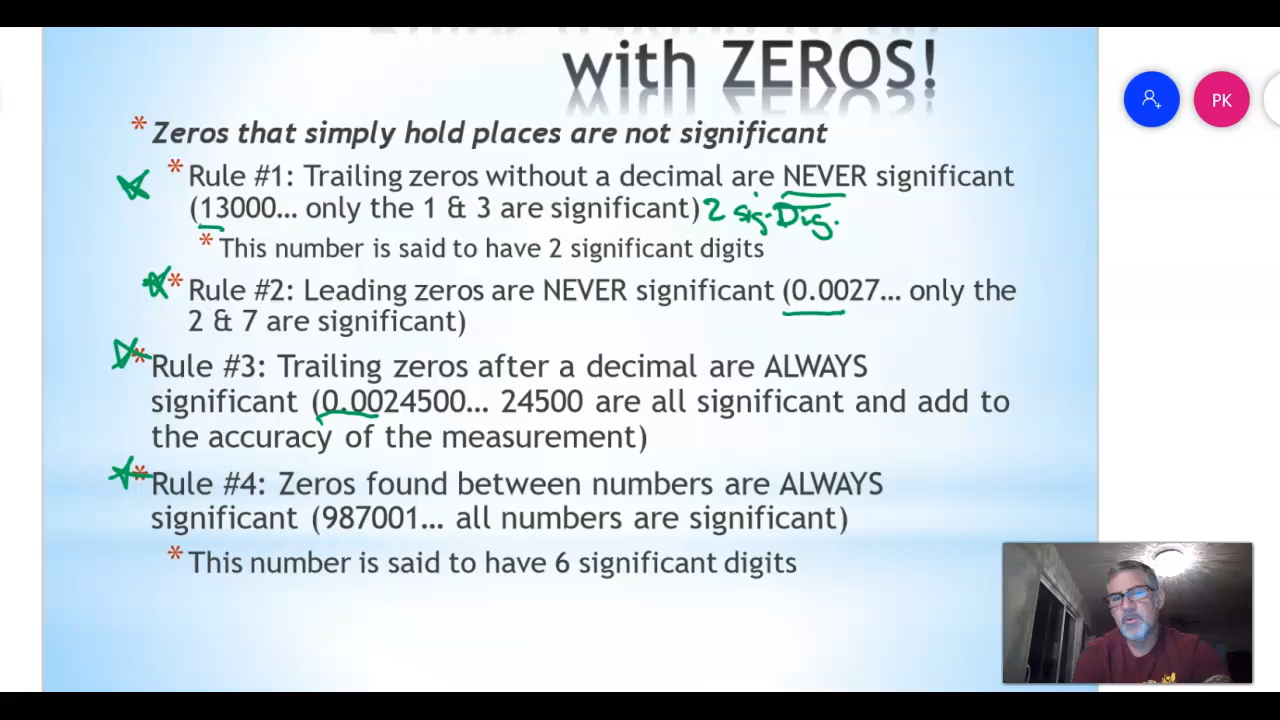 with ZEROS!
PK
* Zeros that simply hold places are not significant
* Rule #1: Trailing zeros without a decimal are NEVER significant
(13000... only the 1 & 3 are significant) 2 sig. Dig.
* This number is said to have 2 significant digits
* Rule #2: Leading zeros are NEVER significant (0.0027... only the
2 & 7 are significant)
* Rule #3: Trailing zeros after a decimal are ALWAYS
significant (0.0024500... 24500 are all significant and add to
the accuracy of the measurement)
* Rule #4: Zeros found between numbers are ALWAYS
significant (987001... all numbers are significant)
* This number is said to have 6 significant digits